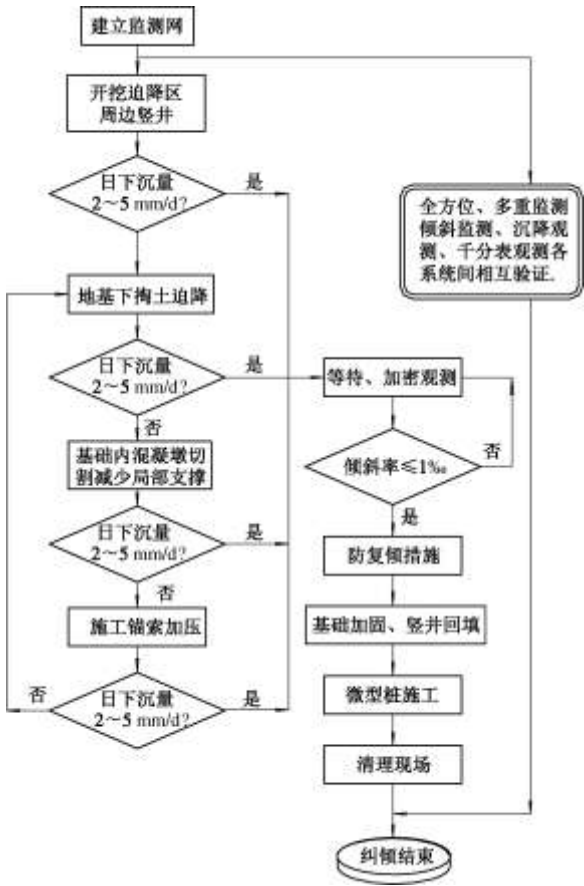 建立监测网
开挖迫降区
周边竖井
日下沉量
2～5 mm/d?
是
全方位、多重监测
倾斜监测、沉降观
测、千分表观测各
系统间相互验证.
地基下掏土迫降
日下沉量
2～5 mm/d?
是
等待、加密观测
否
基础内混凝墩切
割减少局部支撑
倾斜率≤1‰
否
日下沉量
2～5 mm/d?
是
是
防复倾措施
否
施工锚索加压
基础加固、竖井回填
否
日下沉量
2～5 mm/d?
是
微型桩施工
清理现场
纠倾结束